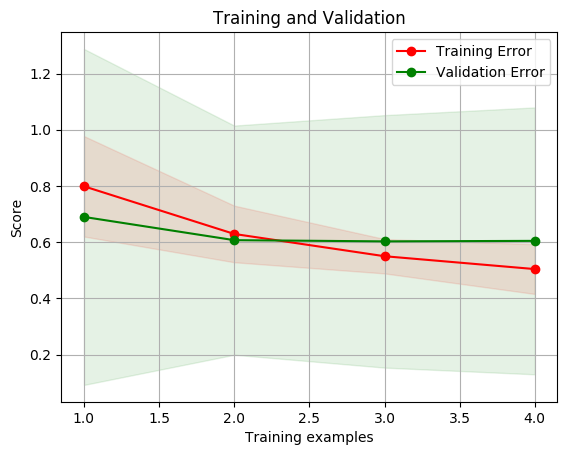 Training and Validation
Training Error
Validation Error
Score
1.2
1.0
0.8
0.6
0.4
0.2
1.0
1.5
2.0
2.5
3.0
3.5
4.0
Training examples